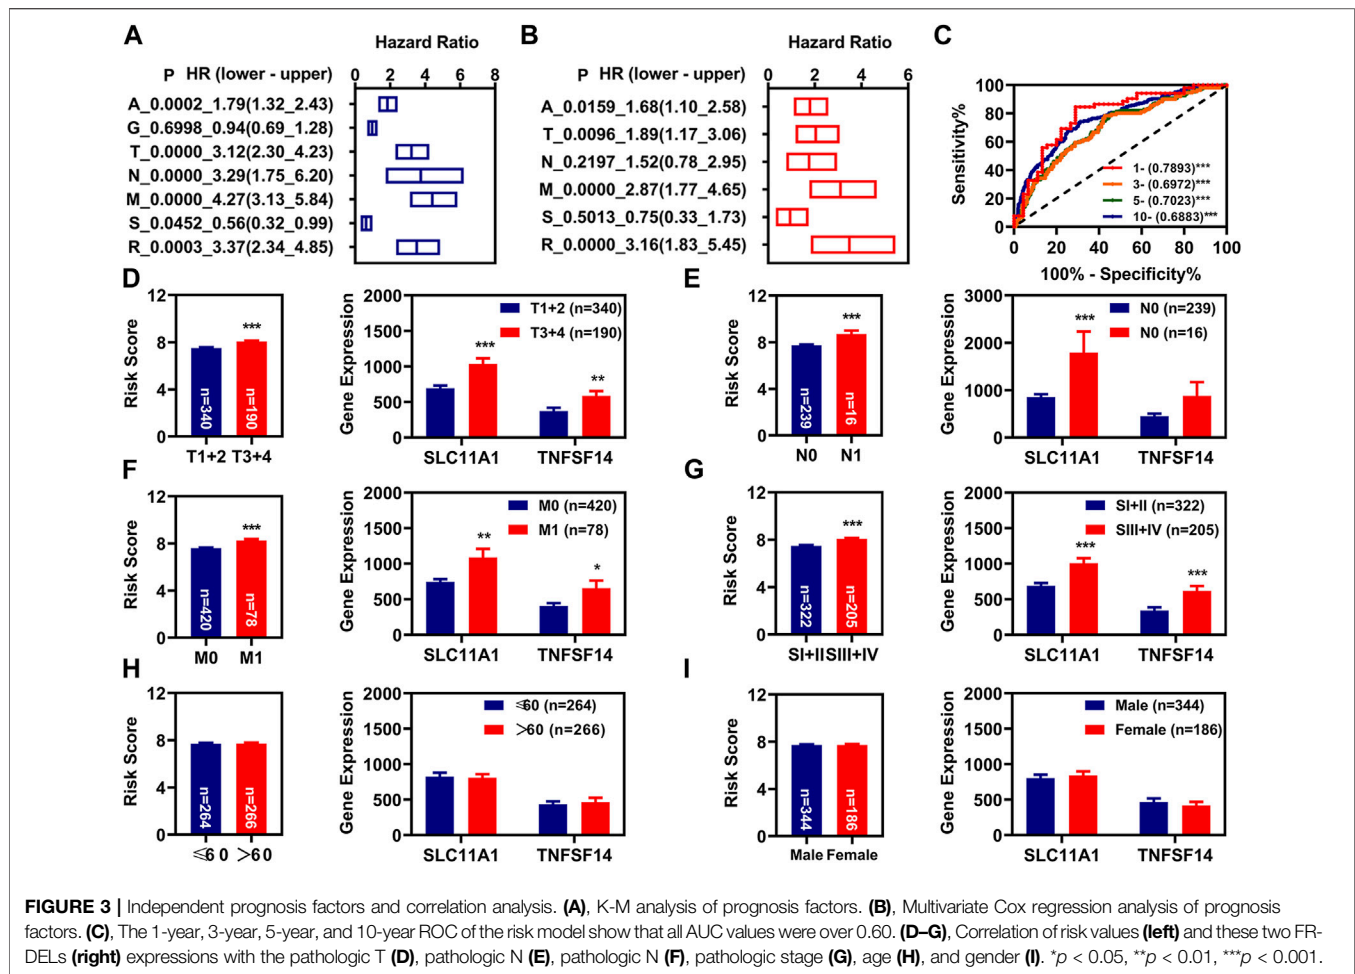 A
Hazard Ratio
P HR (lower - upper)
0 2 4 6 8
A_0.0002_1.79(1.32_2.43)
G_0.6998_0.94(0.69_1.28)
T_0.0000_3.12(2.30_4.23)
N_0.0000_3.29(1.75_6.20)
M_0.0000_4.27(3.13_5.84)
S_0.0452_0.56(0.32_0.99)
R_0.0003_3.37(2.34_4.85)
B
Hazard Ratio
P HR (lower - upper)
0 2 4 6
A_0.0159_1.68(1.10_2.58)
T_0.0096_1.89(1.17_3.06)
N_0.2197_1.52(0.78_2.95)
M_0.0000_2.87(1.77_4.65)
S_0.5013_0.75(0.33_1.73)
R_0.0000_3.16(1.83_5.45)
C
Sensitivity%
100
80
60
40
20
0
1- (0.7893)***
3- (0.6972)***
5- (0.7023)***
10- (0.6883)***
0 20 40 60 80 100
100% - Specificity%
D
Risk Score
12
8
4
0
***
n=340
n=190
T1+2 T3+4
Gene Expression
2000
1500
1000
500
0
T1+2 (n=340)
T3+4 (n=190)
***
**
SLC11A1 TNFSF14
E
Risk Score
12
8
4
0
***
n=239
n=16
N0 N1
Gene Expression
3000
2000
1000
0
N0 (n=239)
N0 (n=16)
***
SLC11A1 TNFSF14
F
Risk Score
12
8
4
0
***
n=420
n=78
M0 M1
Gene Expression
2000
1500
1000
500
0
M0 (n=420)
M1 (n=78)
**
*
SLC11A1 TNFSF14
G
Risk Score
12
8
4
0
***
n=322
n=205
SI+IISIII+IV
Gene Expression
2000
1500
1000
500
0
SI+II (n=322)
SIII+IV (n=205)
***
***
SLC11A1 TNFSF14
H
Risk Score
12
8
4
0
n=264
n=266
⩽60 >60
Gene Expression
2000
1500
1000
500
0
⩽60 (n=264)
>60 (n=266)
SLC11A1 TNFSF14
I
Risk Score
12
8
4
0
n=344
n=186
Male Female
Gene Expression
2000
1500
1000
500
0
Male (n=344)
Female (n=186)
SLC11A1 TNFSF14
FIGURE 3 | Independent prognosis factors and correlation analysis. (A), K-M analysis of prognosis factors. (B), Multivariate Cox regression analysis of prognosis
factors. (C), The 1-year, 3-year, 5-year, and 10-year ROC of the risk model show that all AUC values were over 0.60. (D–G), Correlation of risk values (left) and these two FR-
DELs (right) expressions with the pathologic T (D), pathologic N (E), pathologic N (F), pathologic stage (G), age (H), and gender (I). *p < 0.05, **p < 0.01, ***p < 0.001.